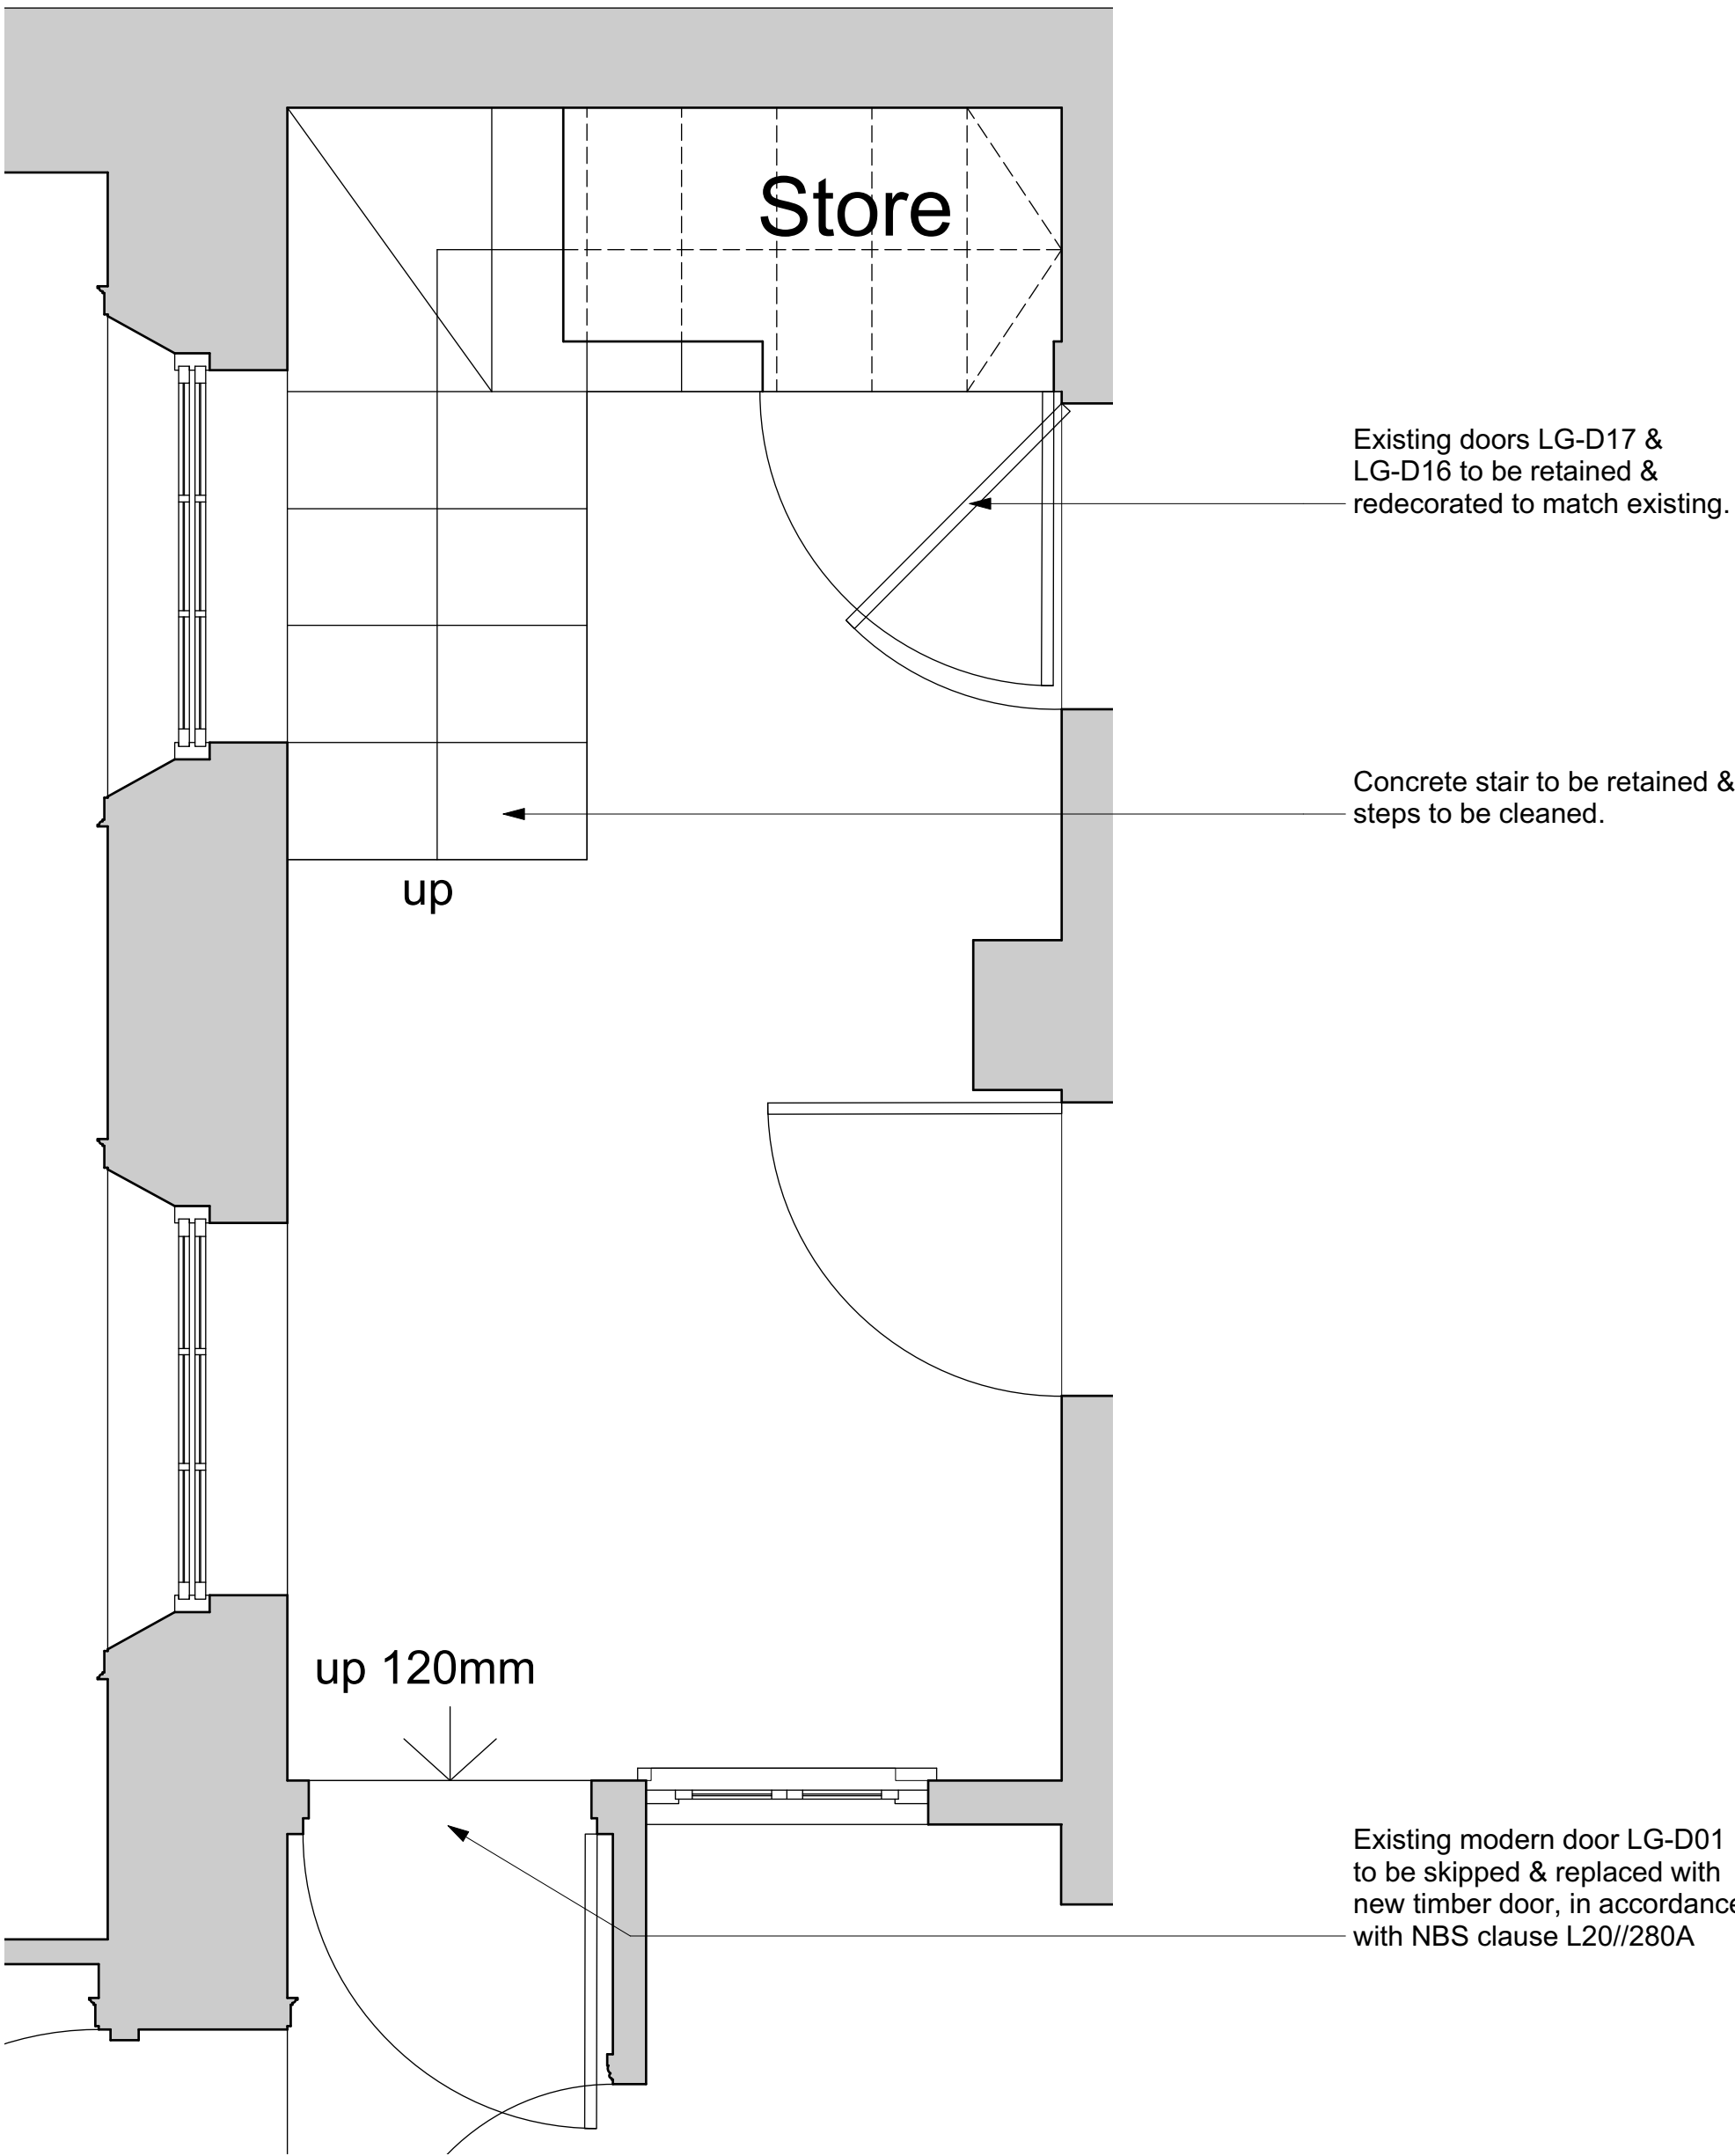 Store
Existing doors LG-D17 &
LG-D16 to be retained &
redecorated to match existing.
Concrete stair to be retained &
steps to be cleaned.
up
up 120mm
Existing modern door LG-D01
to be skipped & replaced with
new timber door, in accordance
with NBS clause L20//280A